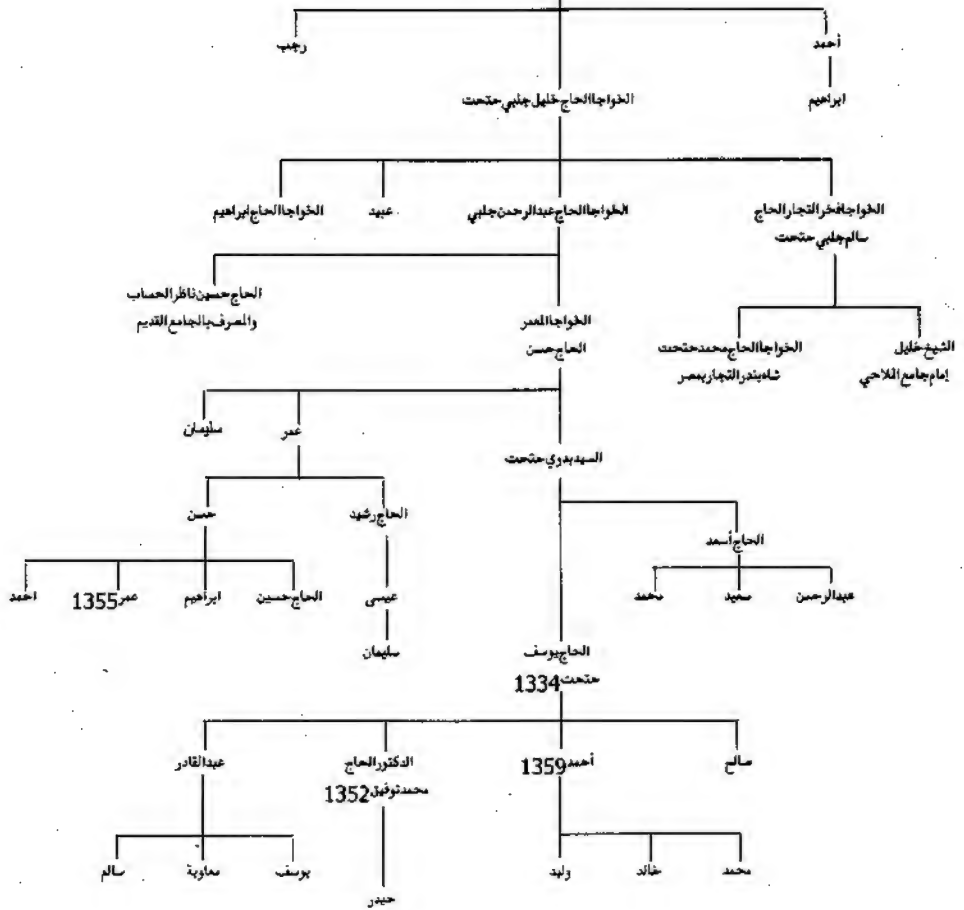 أحمد
رجب
ابراهيم
الخواجا الحاج خليل جلبي حتحت
الخواجا فخر التجار الحاج
سالم جلبي حتحت
الخواجا الحاج عبدالرحمن جلبي
عبيد
الخواجا الحاج ابراهيم
الحاج حسين ناظر الحساب
والمصرف بالجامع القديم
الخواجا المعمر
الحاج حسن
الشيخ خليل
إمام جامع الفلاحي
الخواجا الحاج محمد حتحت
شاه بندر التجار بمصر
عمر
سليمان
السيد بدوي حتحت
الحاج رشيد
حسن
الحاج أسعد
عبدالرحمن
سعيد
محمد
عيسى
الحاج حسين
ابراهيم
عمر 1355
احمد
سليمان
الحاج يوسف
حتحت 1334
صالح
أحمد 1359
الدكتور الحاج
محمد توفيق 1352
عبدالقادر
محمد
خالد
وليد
حيدر
يوسف
معاوية
سالم